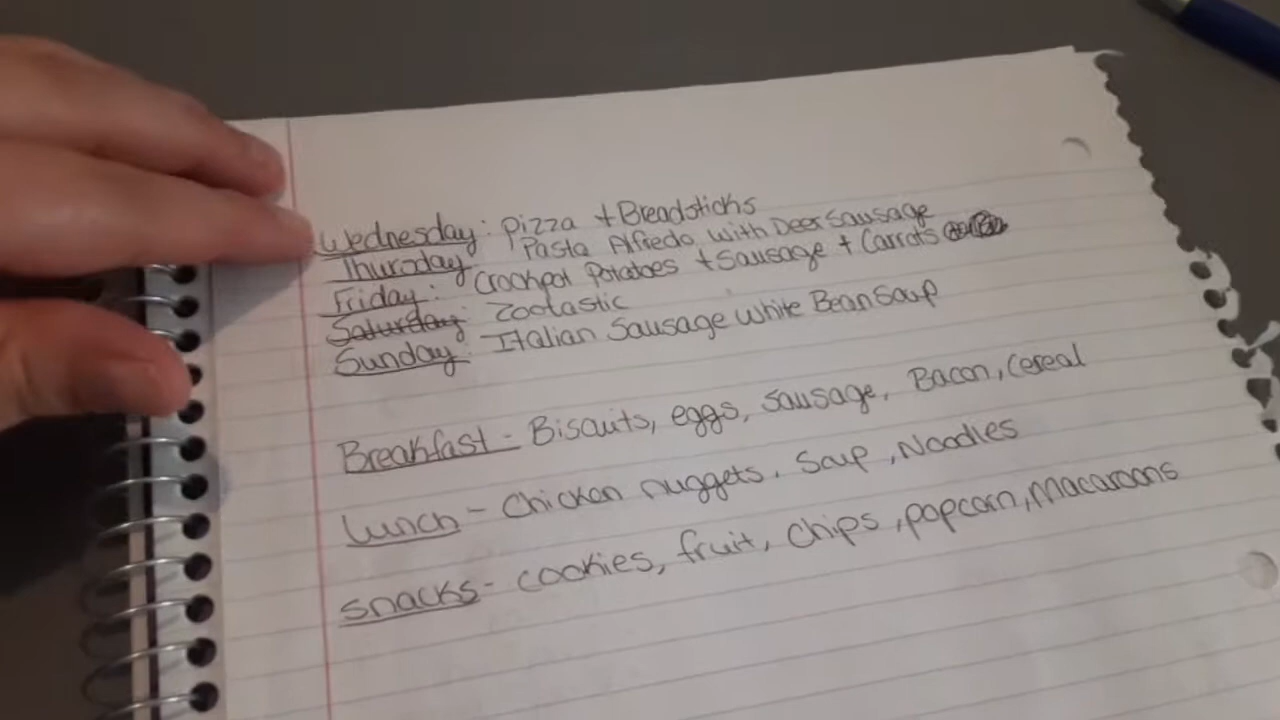 Wednesday: Pizza + Breadsticks
Thursday Pasta Alfredo with Deer Sausage
Friday: Crockpot Potatoes + Sausage + Carrots
Saturday: Zootastic
Sunday: Italian Sausage White Bean Soup
Breakfast - Biscuits, eggs, sausage, Bacon, Cereal
Lunch - Chicken nuggets, Soup, Noodles
Snacks - cookies, fruit, Chips, popcorn, Macaroons